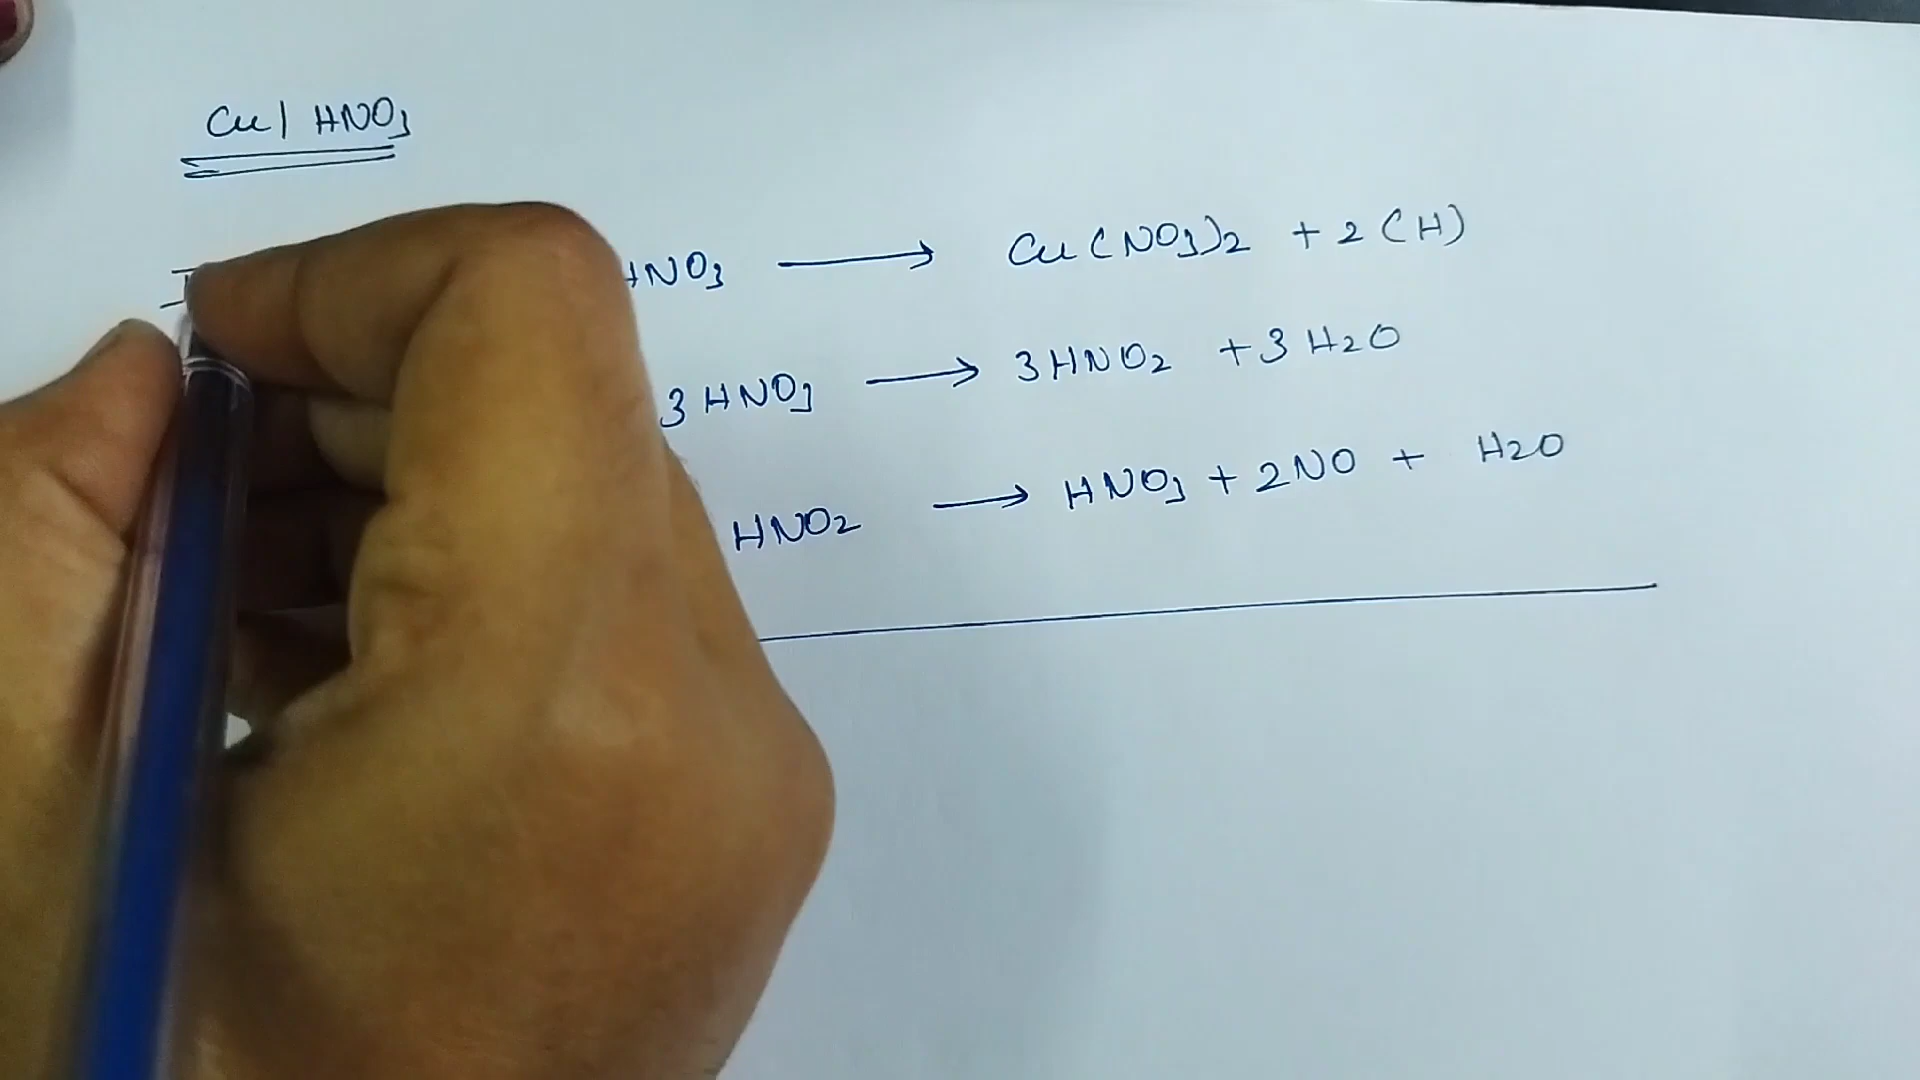 Cu | HNO3
HNO3 → Cu(NO3)2 + 2(H)
3HNO3 → 3HNO2 + 3H2O
HNO2 → HNO3 + 2NO + H2O